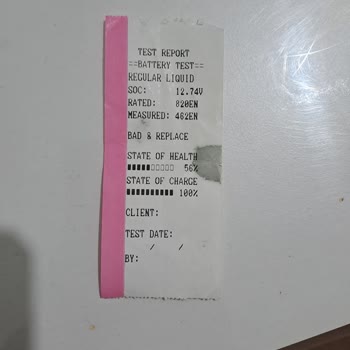 TEST REPORT
==BATTERY TEST==
REGULAR LIQUID
SOC: 12.74V
RATED: 820EN
MEASURED: 462EN
BAD & REPLACE
STATE OF HEALTH
56%
STATE OF CHARGE
100%
CLIENT:
TEST DATE:
/ /
BY: